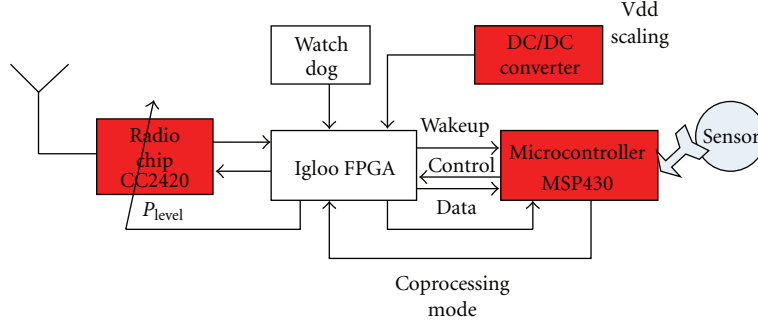 Vdd
scaling
Watch
dog
DC/DC
converter
Radio
chip
CC2420
Igloo FPGA
Wakeup
Control
Data
Microcontroller
MSP430
Sensor
Plevel
Coprocessing
mode